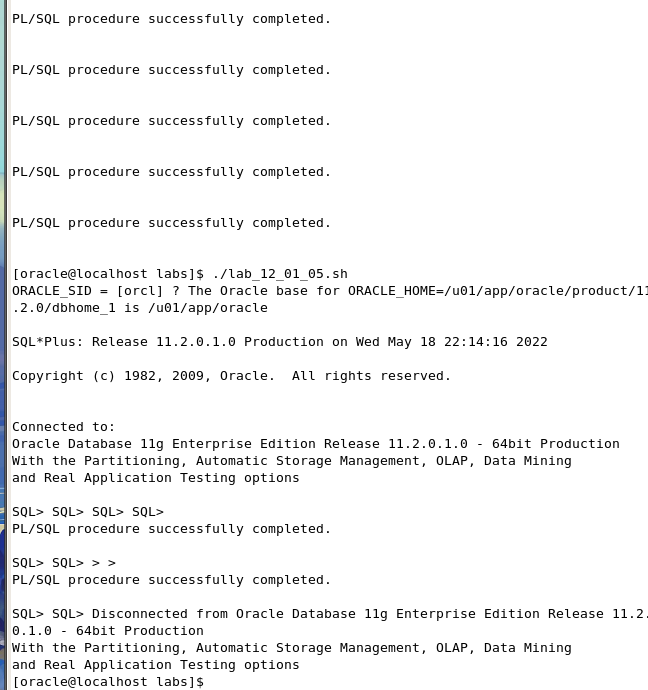 PL/SQL procedure successfully completed.
PL/SQL procedure successfully completed.
PL/SQL procedure successfully completed.
PL/SQL procedure successfully completed.
PL/SQL procedure successfully completed.
[oracle@localhost labs]$ ./lab_12_01_05.sh
ORACLE_SID = [orcl] ? The Oracle base for ORACLE_HOME=/u01/app/oracle/product/11
.2.0/dbhome_1 is /u01/app/oracle
SQL*Plus: Release 11.2.0.1.0 Production on Wed May 18 22:14:16 2022
Copyright (c) 1982, 2009, Oracle.  All rights reserved.
Connected to:
Oracle Database 11g Enterprise Edition Release 11.2.0.1.0 - 64bit Production
With the Partitioning, Automatic Storage Management, OLAP, Data Mining
and Real Application Testing options
SQL> SQL> SQL> SQL>
PL/SQL procedure successfully completed.
SQL> SQL> > >
PL/SQL procedure successfully completed.
SQL> SQL> Disconnected from Oracle Database 11g Enterprise Edition Release 11.2.
0.1.0 - 64bit Production
With the Partitioning, Automatic Storage Management, OLAP, Data Mining
and Real Application Testing options
[oracle@localhost labs]$